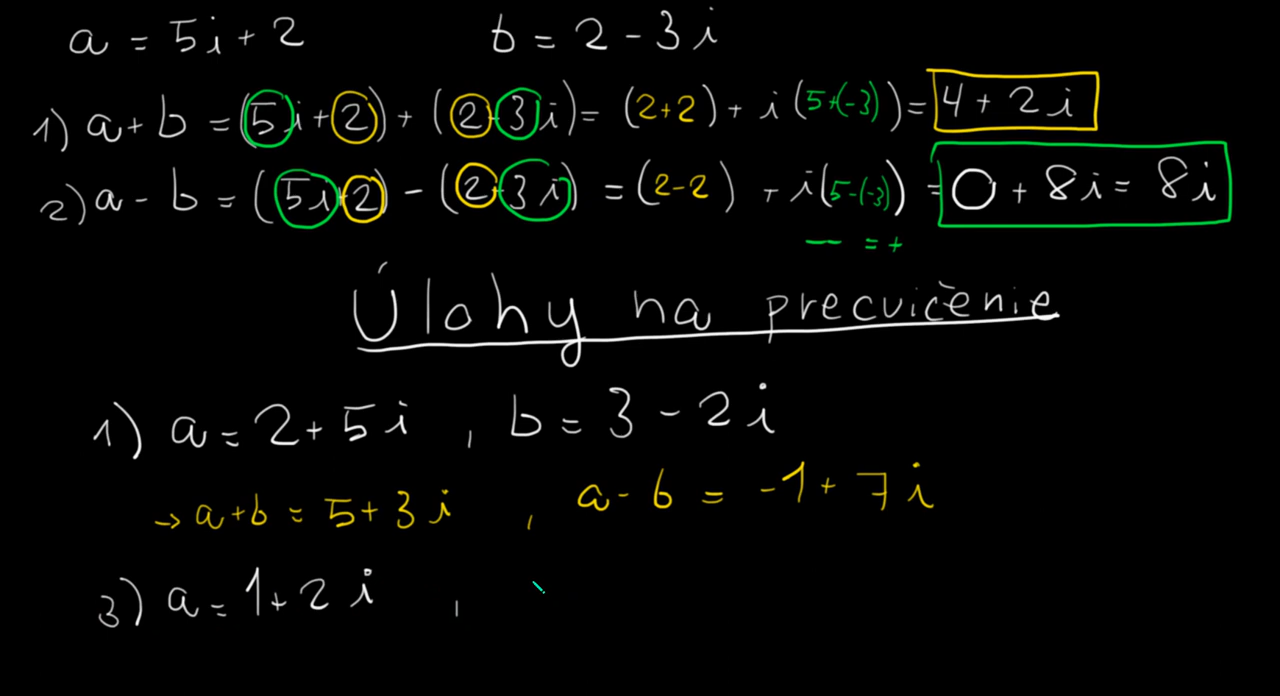 a = 5i + 2 b = 2 - 3i
1) a + b = (5i + 2) + (2 - 3i) = (2+2) + i (5+(-3)) = 4 + 2i
2) a - b = (5i + 2) - (2 - 3i) = (2-2) + i (5-(-3)) = 0 + 8i = 8i
-- = +
Úlohy na precvičenie
1) a = 2 + 5i , b = 3 - 2i
→ a+b = 5 + 3i , a - b = -1 + 7i
3) a = 1 + 2i ,